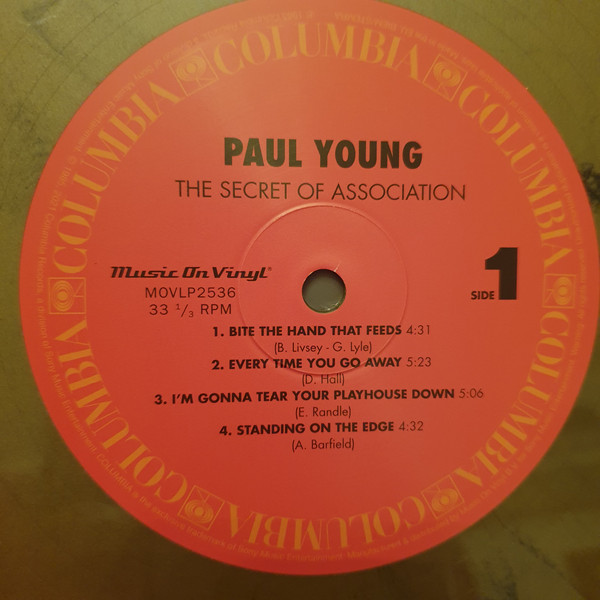 COLUMBIA COLUMBIA COLUMBIA COLUMBIA COLUMBIA COLUMBIA
PAUL YOUNG
THE SECRET OF ASSOCIATION
Music On Vinyl®
MOVLP2536
33 1/3 RPM
SIDE 1
1. BITE THE HAND THAT FEEDS 4:31
(B. Livsey - G. Lyle)
2. EVERY TIME YOU GO AWAY 5:23
(D. Hall)
3. I'M GONNA TEAR YOUR PLAYHOUSE DOWN 5:06
(E. Randle)
4. STANDING ON THE EDGE 4:32
(A. Barfield)